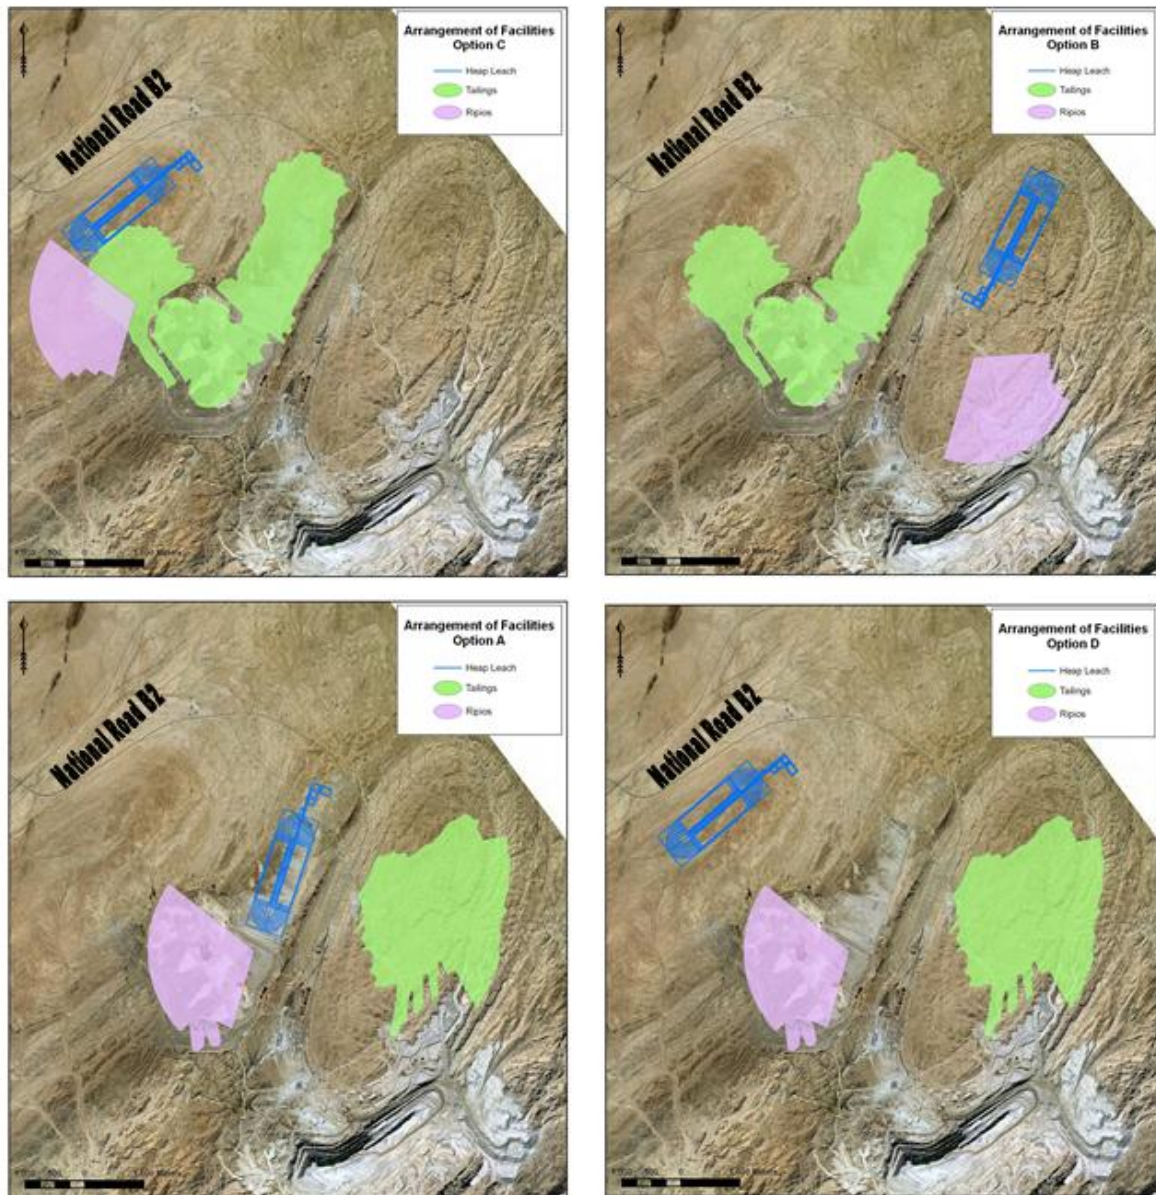 Arrangement of Facilities
Option C
Heap Leach
Tailings
Ripios
National Road B2
Arrangement of Facilities
Option B
Heap Leach
Tailings
Ripios
National Road B2
Arrangement of Facilities
Option A
Heap Leach
Tailings
Ripios
National Road B2
Arrangement of Facilities
Option D
Heap Leach
Tailings
Ripios
National Road B2